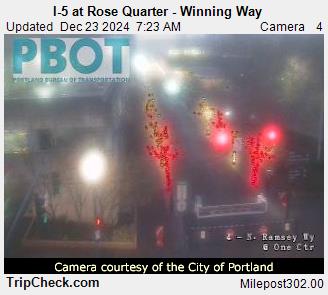 I-5 at Rose Quarter - Winning Way
Updated Dec 23 2024 7:23 AM Camera 4
PBOT
PORTLAND BUREAU OF TRANSPORTATION
4 - N. Ramsey Wy
@ One Ctr
Camera courtesy of the City of Portland
TripCheck.com Milepost302.00